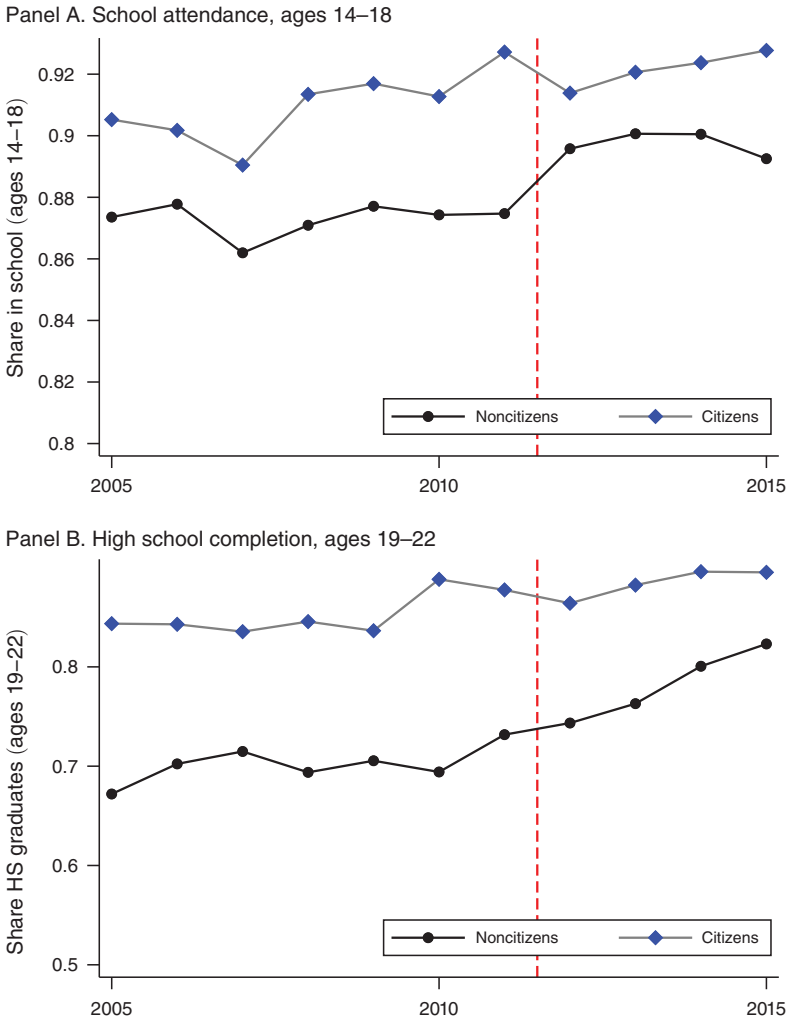 Panel A. School attendance, ages 14–18
Share in school (ages 14–18)
0.92
0.9
0.88
0.86
0.84
0.82
0.8
Noncitizens Citizens
2005 2010 2015
Panel B. High school completion, ages 19–22
Share HS graduates (ages 19–22)
0.8
0.7
0.6
0.5
Noncitizens Citizens
2005 2010 2015